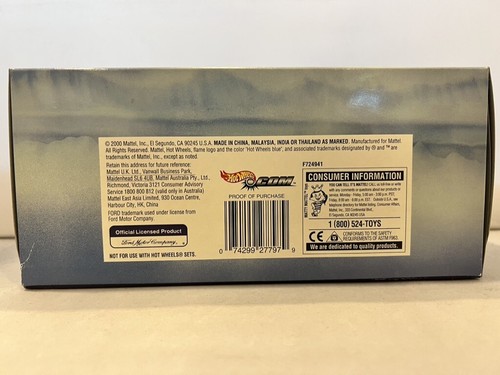 © 2000 Mattel, Inc., El Segundo, CA 90245 U.S.A. MADE IN CHINA, MALAYSIA, INDIA OR THAILAND AS MARKED. Manufactured for Mattel.
All Rights Reserved. Mattel, Hot Wheels, flame logo and the color "Hot Wheels blue", and associated trademarks designated by ® and ™ are
trademarks of Mattel, Inc., except as noted.
Retain this address for future reference:
Mattel U.K. Ltd., Vanwall Business Park,
Maidenhead SL6 4UB. Mattel Australia Pty., Ltd.,
Richmond, Victoria 3121 Consumer Advisory
Service 1800 800 812 (valid only in Australia)
Mattel East Asia Limited, 930 Ocean Centre,
Harbour City, HK, China
FORD trademark used under license from
Ford Motor Company.
Official Licensed Product
Ford Motor Company.
NOT FOR USE WITH HOT WHEELS® SETS.
Hot Wheels
.COM
PROOF OF PURCHASE
0 74299 27797 9
F724941
CONSUMER INFORMATION
YOU CAN TELL IT'S MATTEL!
1 (800) 524-TOYS
CE
CONFORMS TO THE SAFETY
REQUIREMENTS OF ASTM F963.
We are dedicated to quality products.